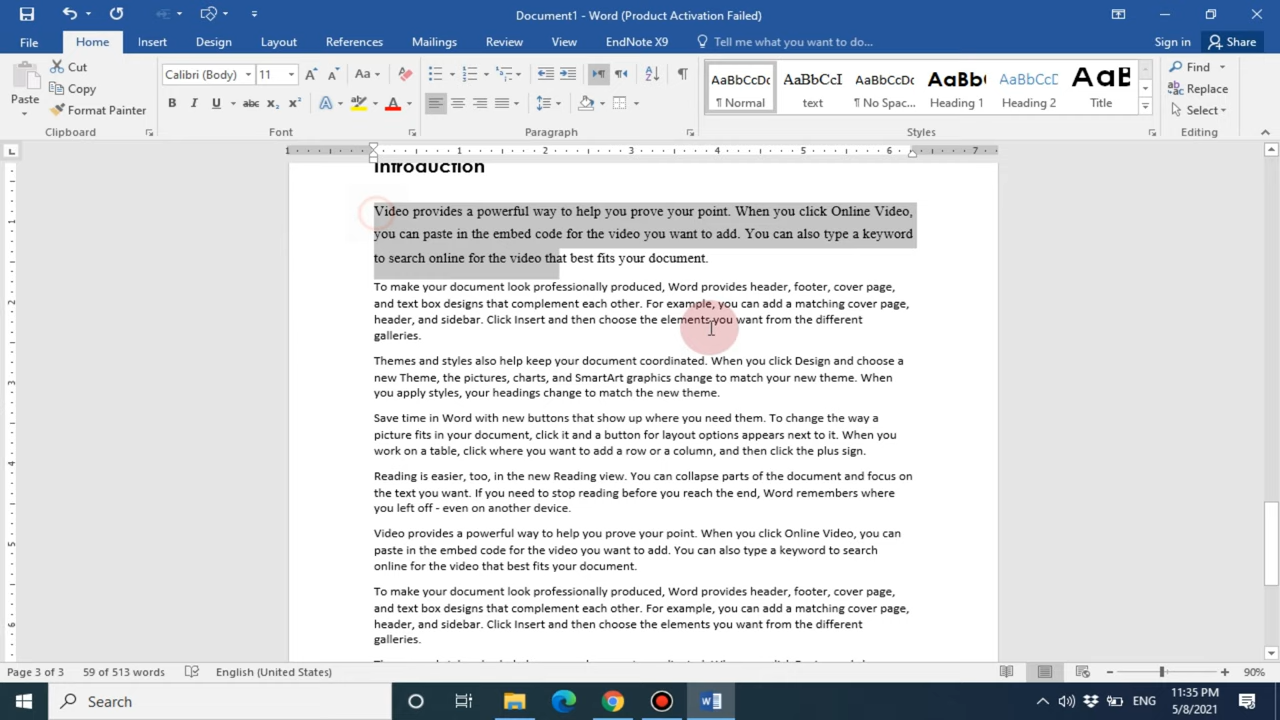 Document1 - Word (Product Activation Failed)
File Home Insert Design Layout References Mailings Review View EndNote X9 Tell me what you want to do... Sign in Share
Paste Cut Copy Format Painter
Calibri (Body) 11
AaBbCcDc ¶ Normal
AaBbCcI text
AaBbCcDc ¶ No Spac...
AaBb( Heading 1
AaBbCcD Heading 2
AaB Title
Find
Replace
Select
Clipboard Font Paragraph Styles Editing
1 1 2 3 4 5 6 7
Introduction
Video provides a powerful way to help you prove your point. When you click Online Video,
you can paste in the embed code for the video you want to add. You can also type a keyword
to search online for the video that best fits your document.
To make your document look professionally produced, Word provides header, footer, cover page,
and text box designs that complement each other. For example, you can add a matching cover page,
header, and sidebar. Click Insert and then choose the elements you want from the different
galleries.
Themes and styles also help keep your document coordinated. When you click Design and choose a
new Theme, the pictures, charts, and SmartArt graphics change to match your new theme. When
you apply styles, your headings change to match the new theme.
Save time in Word with new buttons that show up where you need them. To change the way a
picture fits in your document, click it and a button for layout options appears next to it. When you
work on a table, click where you want to add a row or a column, and then click the plus sign.
Reading is easier, too, in the new Reading view. You can collapse parts of the document and focus on
the text you want. If you need to stop reading before you reach the end, Word remembers where
you left off - even on another device.
Video provides a powerful way to help you prove your point. When you click Online Video, you can
paste in the embed code for the video you want to add. You can also type a keyword to search
online for the video that best fits your document.
To make your document look professionally produced, Word provides header, footer, cover page,
and text box designs that complement each other. For example, you can add a matching cover page,
header, and sidebar. Click Insert and then choose the elements you want from the different
galleries.
Page 3 of 3 59 of 513 words English (United States) 90%
Search ENG 11:35 PM
5/8/2021